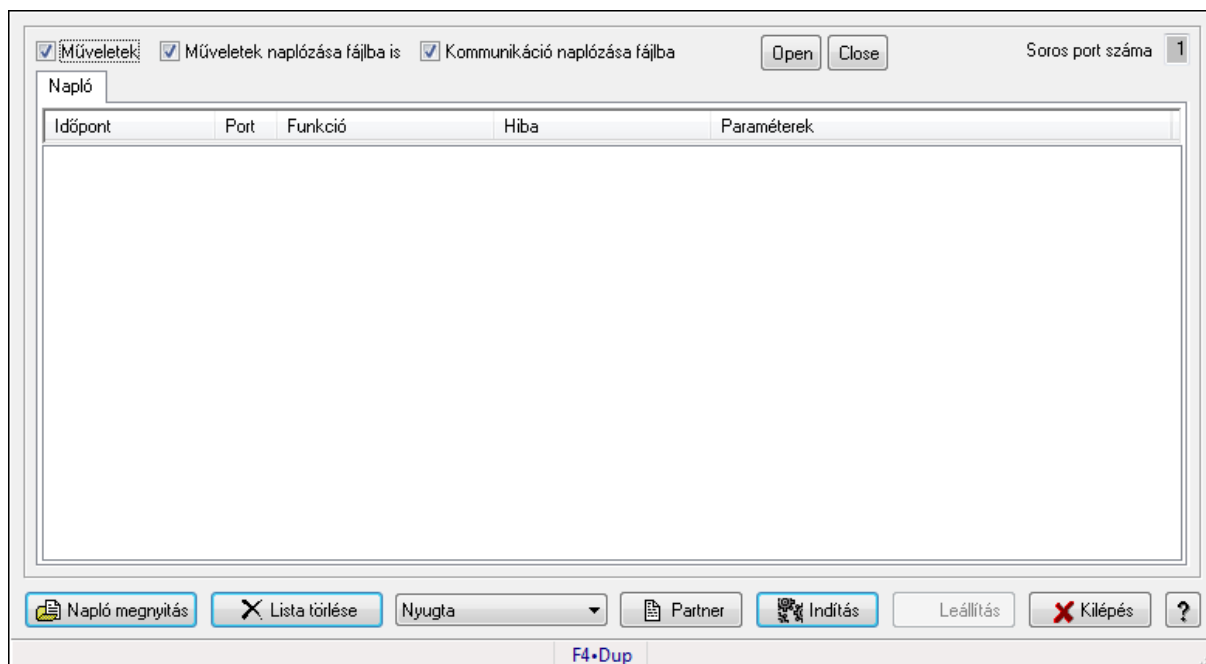 Műveletek Műveletek naplózása fájlba is Kommunikáció naplózása fájlba Open Close Soros port száma 1
Napló
Időpont Port Funkció Hiba Paraméterek
Napló megnyitás Lista törlése Nyugta Partner Indítás Leállítás Kilépés ?
F4•Dup